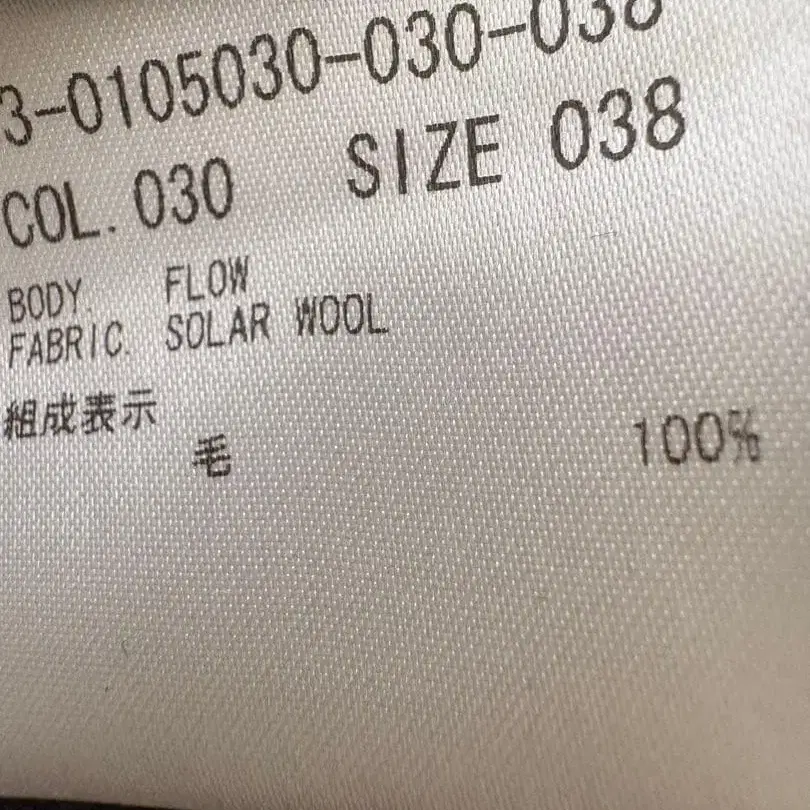 3-0105030-030-038
COL. 030 SIZE 038
BODY FLOW
FABRIC. SOLAR WOOL
組成表示
毛 100%